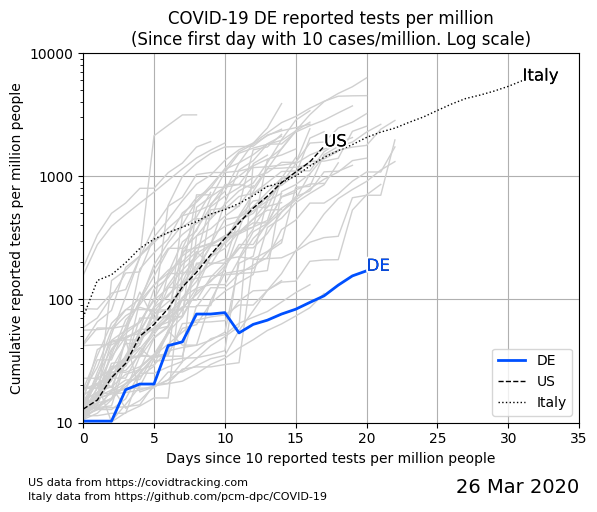 COVID-19 DE reported tests per million
(Since first day with 10 cases/million. Log scale)
Cumulative reported tests per million people
10000
1000
100
10
Italy
US
DE
DE
US
Italy
0 5 10 15 20 25 30 35
Days since 10 reported tests per million people
US data from https://covidtracking.com
Italy data from https://github.com/pcm-dpc/COVID-19
26 Mar 2020